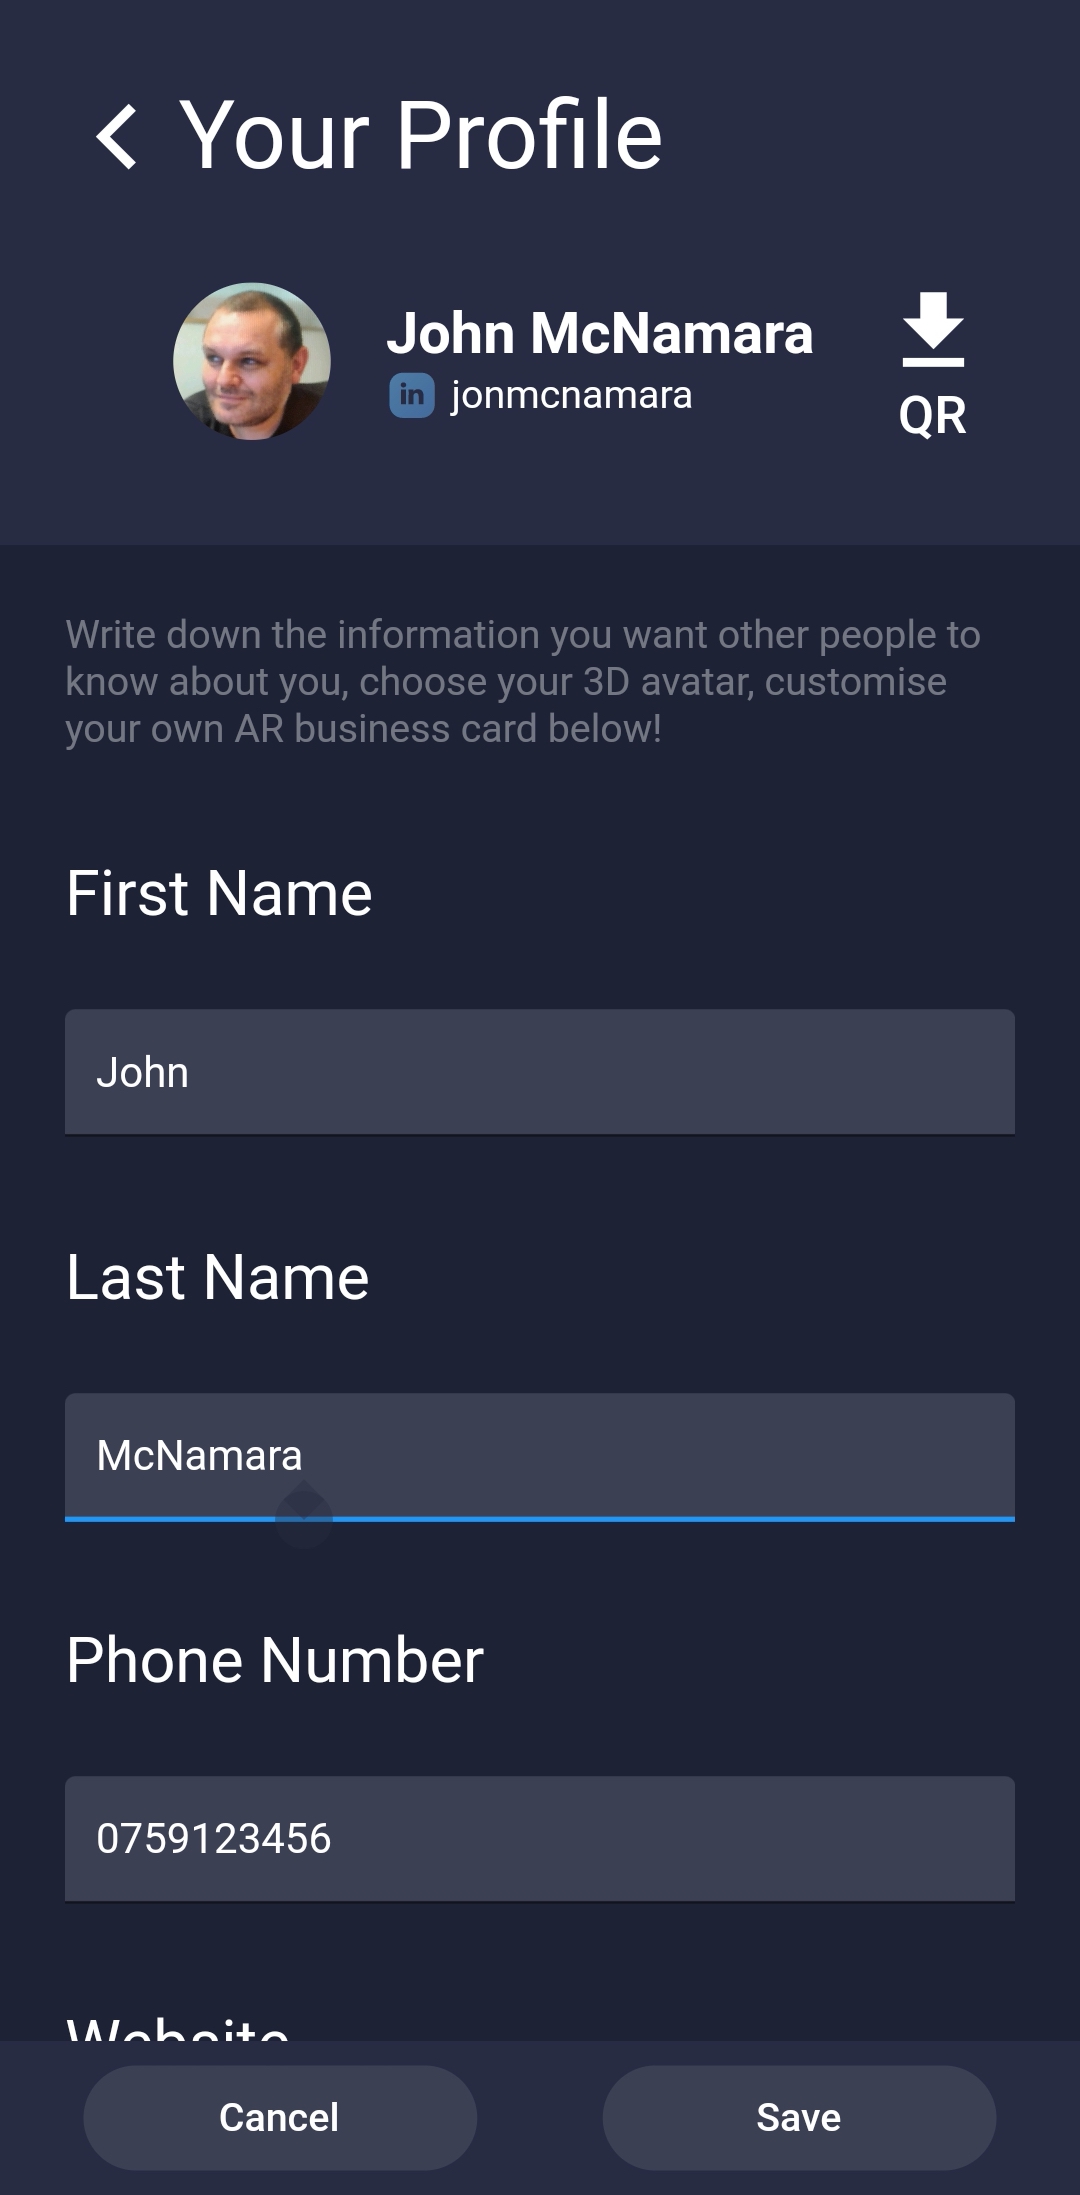 Your Profile
John McNamara
in jonmcnamara
QR
Write down the information you want other people to
know about you, choose your 3D avatar, customise
your own AR business card below!
First Name
John
Last Name
McNamara
Phone Number
0759123456
Website
Cancel
Save